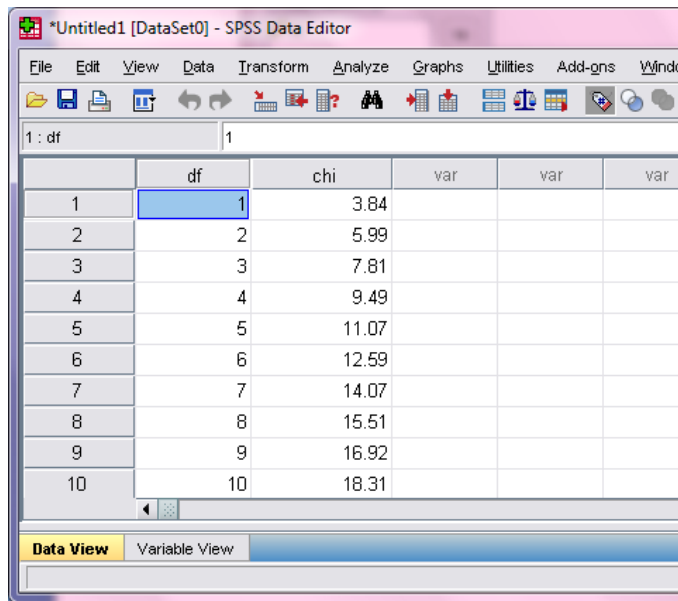 *Untitled1 [DataSet0] - SPSS Data Editor
File Edit View Data Transform Analyze Graphs Utilities Add-ons
1 : df 1
df chi var var var
1 1 3.84
2 2 5.99
3 3 7.81
4 4 9.49
5 5 11.07
6 6 12.59
7 7 14.07
8 8 15.51
9 9 16.92
10 10 18.31
Data View Variable View